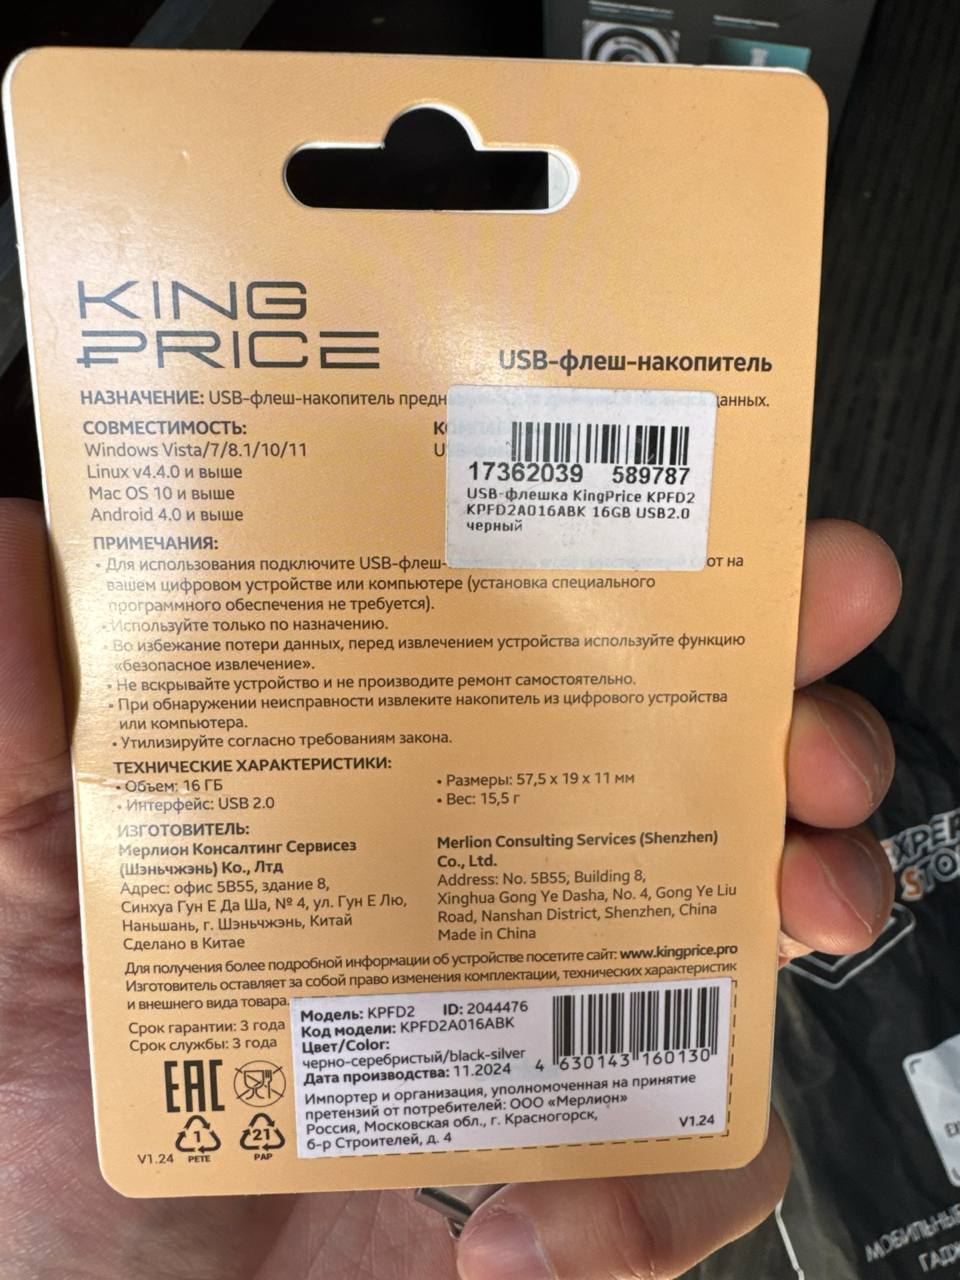 KING
PRICE
USB-флеш-накопитель
НАЗНАЧЕНИЕ: USB-флеш-накопитель предн
данных.
СОВМЕСТИМОСТЬ:
Windows Vista/7/8.1/10/11
Linux v4.4.0 и выше
Mac OS 10 и выше
Android 4.0 и выше
17362039 589787
USB-флешка KingPrice KPFD2
KPFD2A016ABK 16GB USB2.0
черный
ПРИМЕЧАНИЯ:
• Для использования подключите USB-флеш-
от на
вашем цифровом устройстве или компьютере (установка специального
программного обеспечения не требуется).
• Используйте только по назначению.
• Во избежание потери данных, перед извлечением устройства используйте функцию
«безопасное извлечение».
• Не вскрывайте устройство и не производите ремонт самостоятельно.
• При обнаружении неисправности извлеките накопитель из цифрового устройства
или компьютера.
• Утилизируйте согласно требованиям закона.
ТЕХНИЧЕСКИЕ ХАРАКТЕРИСТИКИ:
• Объем: 16 ГБ
• Интерфейс: USB 2.0
• Размеры: 57,5 x 19 x 11 мм
• Вес: 15,5 г
ИЗГОТОВИТЕЛЬ:
Мерлион Консалтинг Сервисез
(Шэньчжэнь) Ко., Лтд
Адрес: офис 5B55, здание 8,
Синхуа Гун Е Да Ша, № 4, ул. Гун Е Лю,
Наньшань, г. Шэньчжэнь, Китай
Сделано в Китае
Merlion Consulting Services (Shenzhen)
Co., Ltd.
Address: No. 5B55, Building 8,
Xinghua Gong Ye Dasha, No. 4, Gong Ye Liu
Road, Nanshan District, Shenzhen, China
Made in China
Для получения более подробной информации об устройстве посетите сайт: www.kingprice.pro
Изготовитель оставляет за собой право изменения комплектации, технических характеристик
и внешнего вида товара.
Срок гарантии: 3 года
Срок службы: 3 года
EAC
1
PETE
21
PAP
V1.24
Модель: KPFD2 ID: 2044476
Код модели: KPFD2A016ABK
Цвет/Color:
черно-серебристый/black-silver
Дата производства: 11.2024
4 630143 160130
Импортер и организация, уполномоченная на принятие
претензий от потребителей: ООО «Мерлион»
Россия, Московская обл., г. Красногорск,
б-р Строителей, д. 4
V1.24